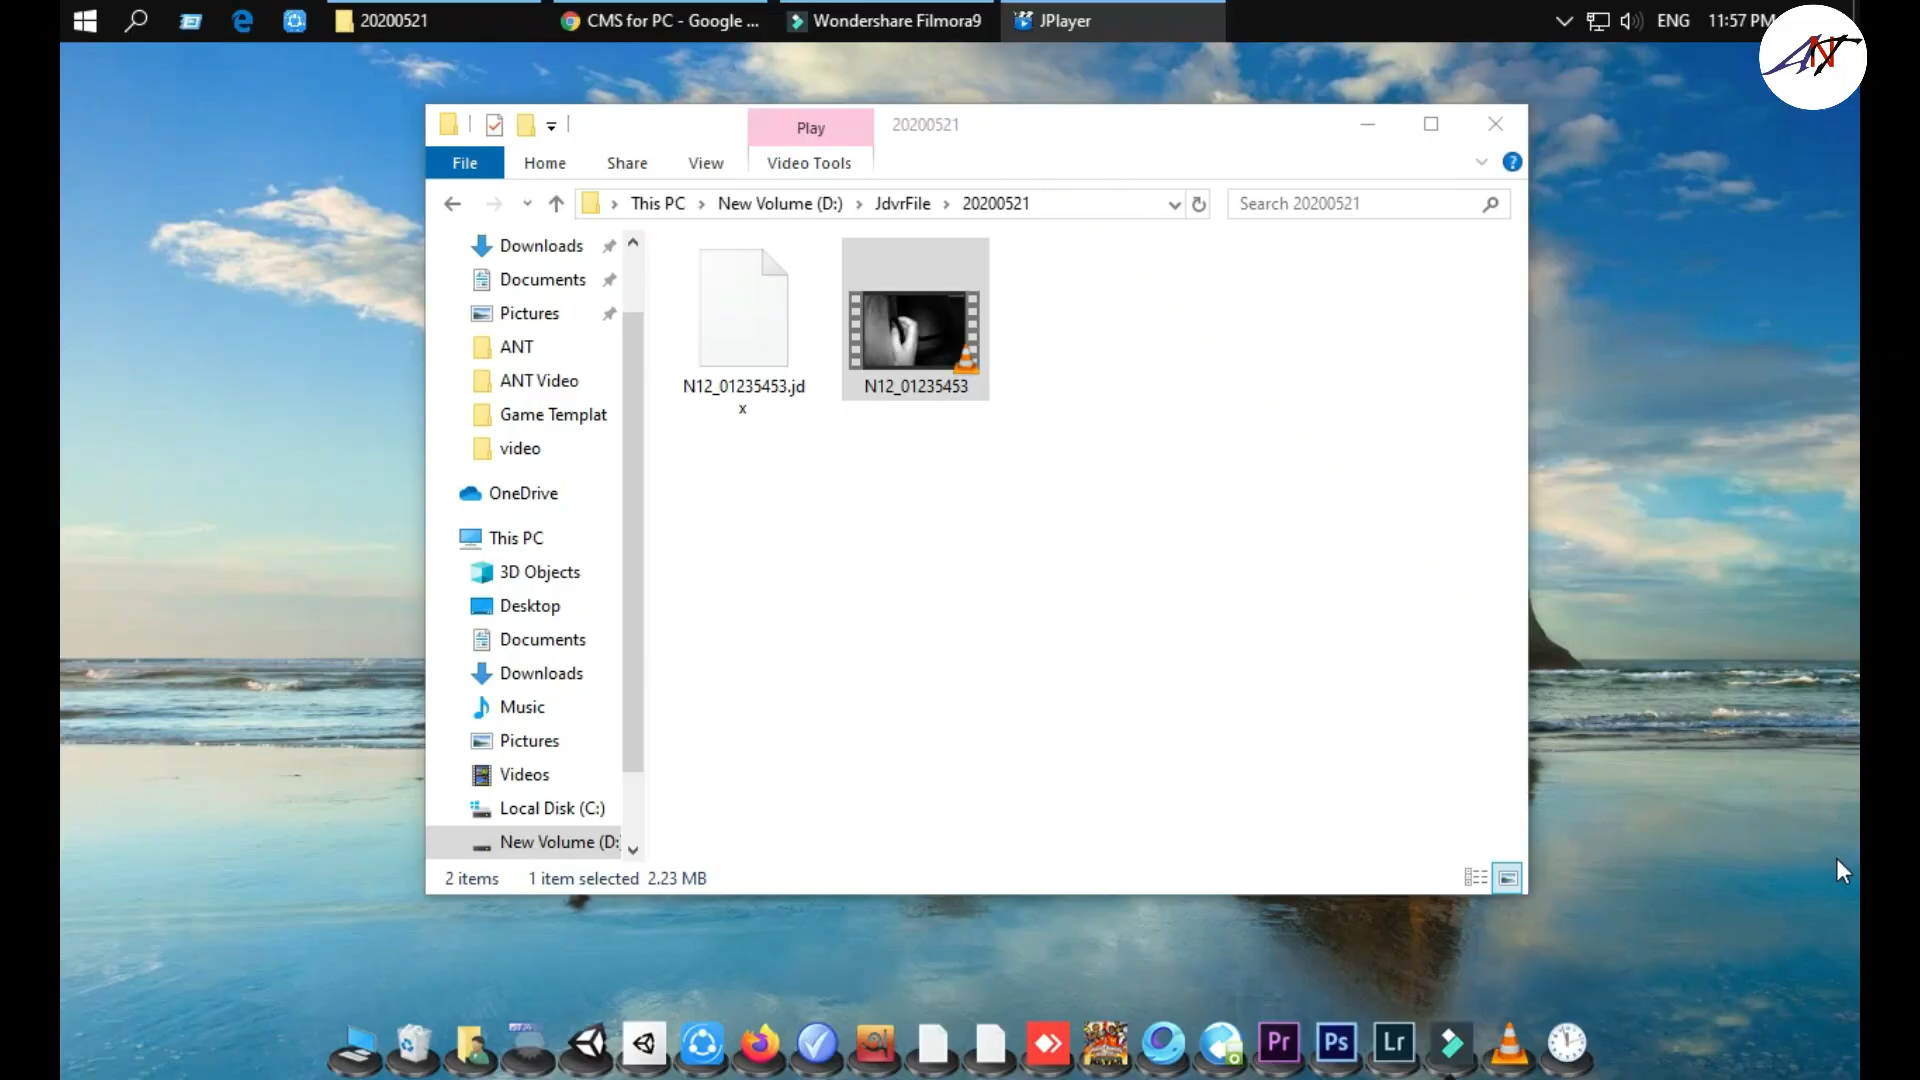 20200521
CMS for PC - Google ...
Wondershare Filmora9
JPlayer
ENG
11:57 PM
ANT
Play
20200521
File
Home
Share
View
Video Tools
This PC
New Volume (D:)
JdvrFile
20200521
Search 20200521
Downloads
Documents
Pictures
ANT
ANT Video
Game Templat
video
OneDrive
This PC
3D Objects
Desktop
Documents
Downloads
Music
Pictures
Videos
Local Disk (C:)
New Volume (D:
N12_01235453.jd
x
N12_01235453
2 items
1 item selected 2.23 MB
Pr
Ps
Lr